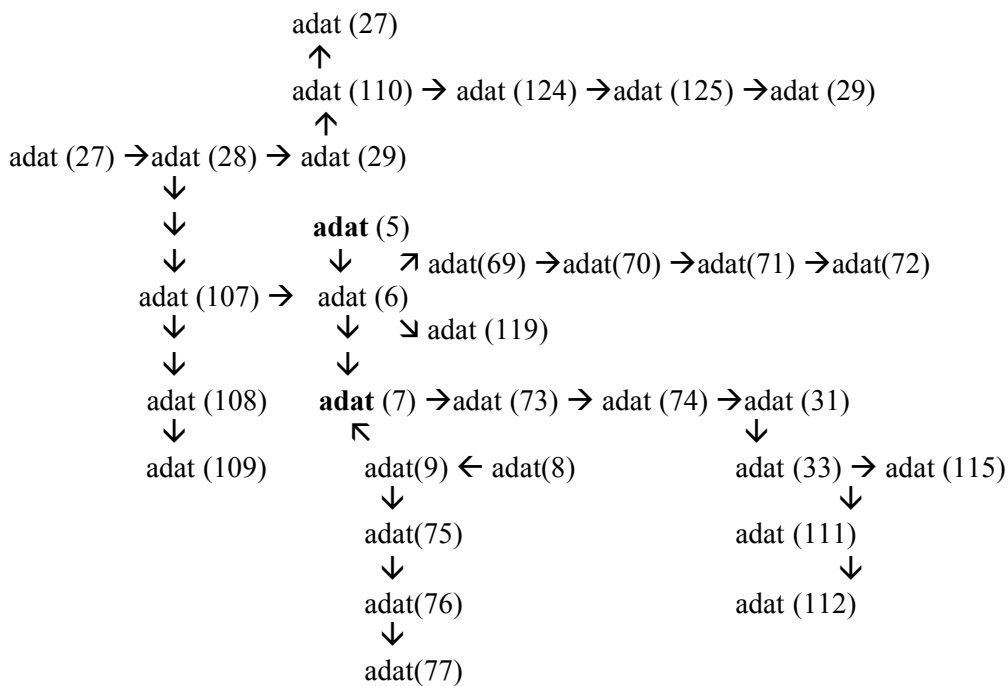 adat (27)
↑
adat (110) → adat (124) → adat (125) → adat (29)
↑
adat (27) → adat (28) → adat (29)
↓
↓ adat (5)
↓ ↓ ↗ adat(69) → adat(70) → adat(71) → adat(72)
adat (107) → adat (6)
↓ ↓ ↘ adat (119)
↓ ↓
adat (108) adat (7) → adat (73) → adat (74) → adat (31)
↓ ↖ ↓
adat (109) adat(9) ← adat(8) adat (33) → adat (115)
↓ ↓
adat(75) adat (111)
↓ ↓
adat(76) adat (112)
↓
adat(77)